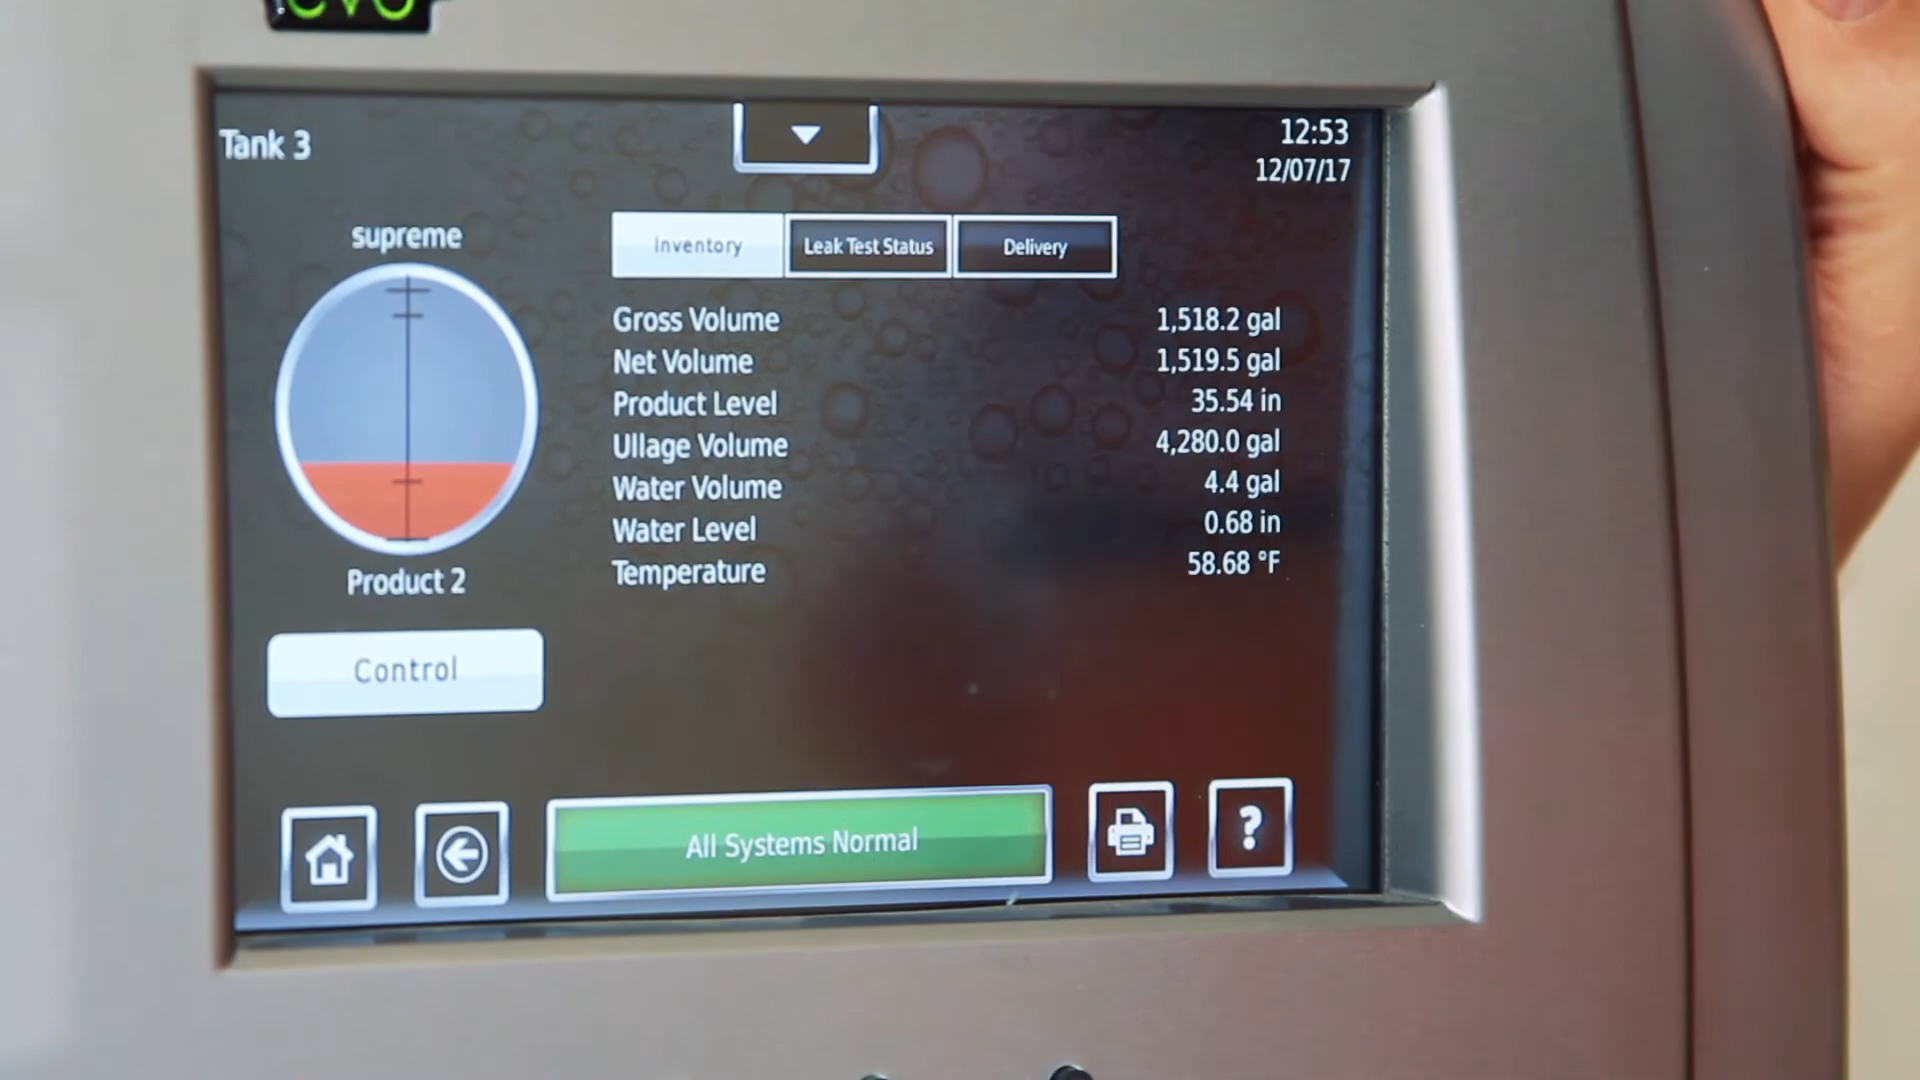 evo
Tank 3
12:53
12/07/17
supreme
Inventory
Leak Test Status
Delivery
Gross Volume 1,518.2 gal
Net Volume 1,519.5 gal
Product Level 35.54 in
Ullage Volume 4,280.0 gal
Water Volume 4.4 gal
Water Level 0.68 in
Temperature 58.68 °F
Product 2
Control
All Systems Normal
?